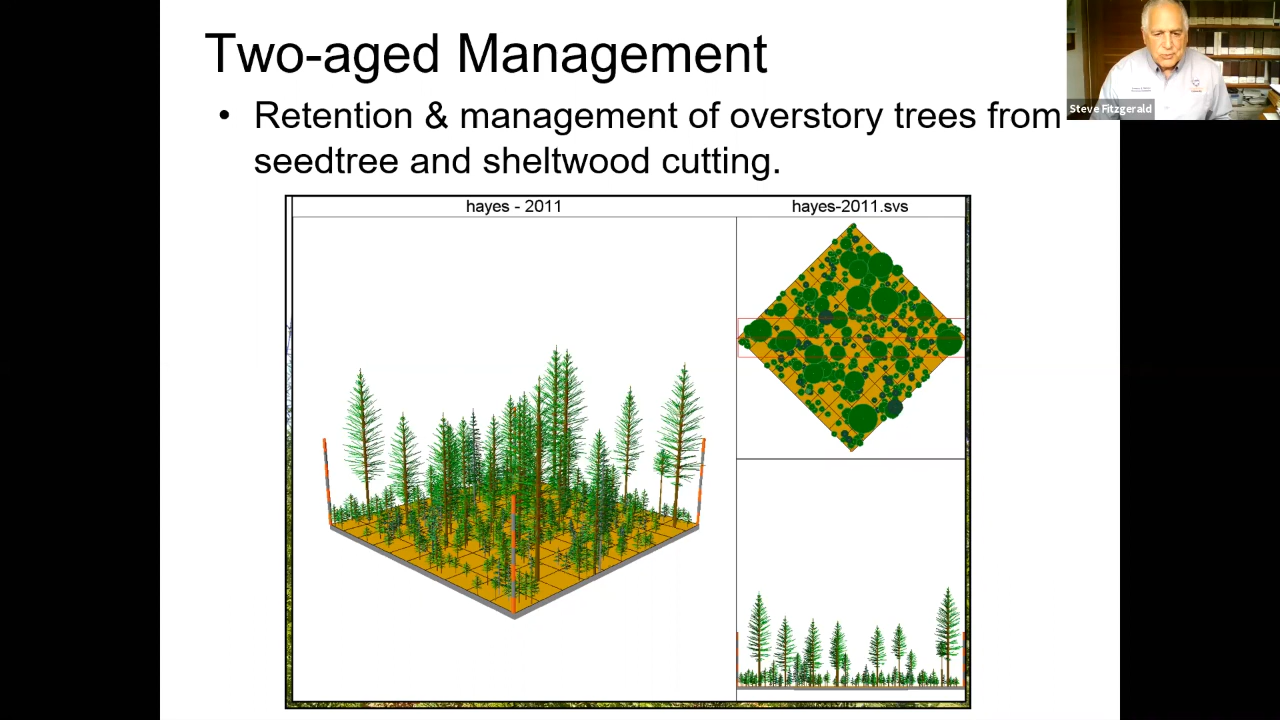 Two-aged Management
• Retention & management of overstory trees from
seedtree and sheltwood cutting.
Steve Fitzgerald
hayes - 2011
hayes-2011.svs